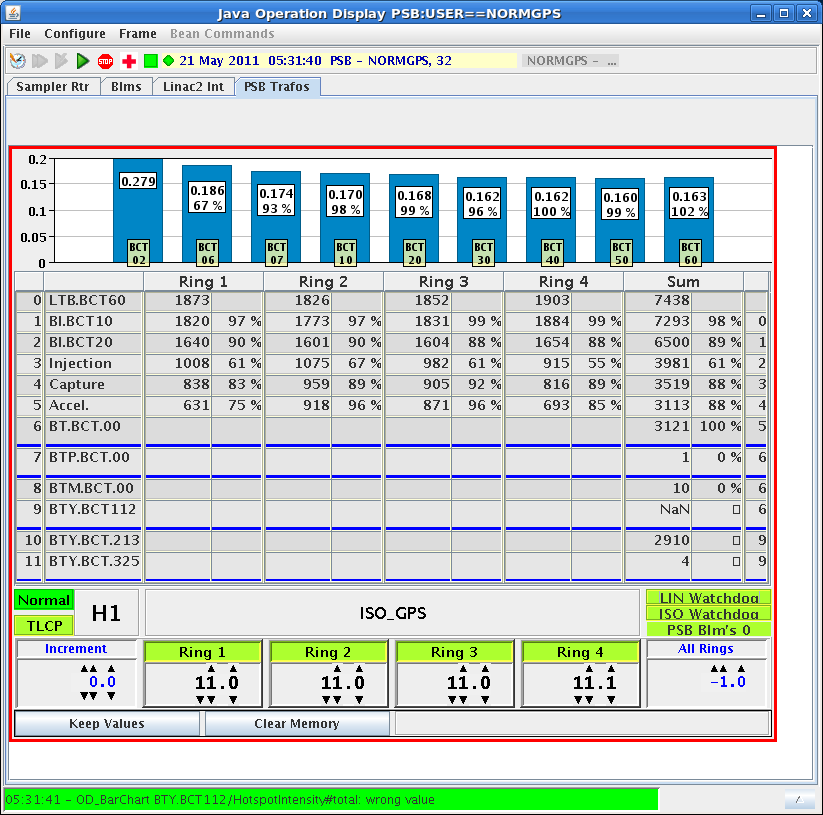 Java Operation Display PSB:USER==NORMGPS
File Configure Frame Bean Commands
STOP 21 May 2011 05:31:40 PSB - NORMGPS, 32 NORMGPS - ...
Sampler Rtr Blms Linac2 Int PSB Trafos
0.2
0.15
0.1
0.05
0
0.279 0.186 0.174 0.170 0.168 0.162 0.162 0.160 0.163
67 % 93 % 98 % 99 % 96 % 100 % 99 % 102 %
BCT BCT BCT BCT BCT BCT BCT BCT BCT
02 06 07 10 20 30 40 50 60
Ring 1 Ring 2 Ring 3 Ring 4 Sum
0 LTB.BCT60 1873 1826 1852 1903 7438
1 BI.BCT10 1820 97 % 1773 97 % 1831 99 % 1884 99 % 7293 98 % 0
2 BI.BCT20 1640 90 % 1601 90 % 1604 88 % 1654 88 % 6500 89 % 1
3 Injection 1008 61 % 1075 67 % 982 61 % 915 55 % 3981 61 % 2
4 Capture 838 83 % 959 89 % 905 92 % 816 89 % 3519 88 % 3
5 Accel. 631 75 % 918 96 % 871 96 % 693 85 % 3113 88 % 4
6 BT.BCT.00 3121 100 % 5
7 BTP.BCT.00 1 0 % 6
8 BTM.BCT.00 10 0 % 6
9 BTY.BCT112 NaN 6
10 BTY.BCT.213 2910 9
11 BTY.BCT.325 4 9
Normal
TLCP
H1
ISO_GPS
LIN Watchdog
ISO Watchdog
PSB Blm's 0
Increment Ring 1 Ring 2 Ring 3 Ring 4 All Rings
0.0 11.0 11.0 11.0 11.1 -1.0
Keep Values Clear Memory
05:31:41 - OD_BarChart BTY.BCT112/HotspotIntensity#total: wrong value